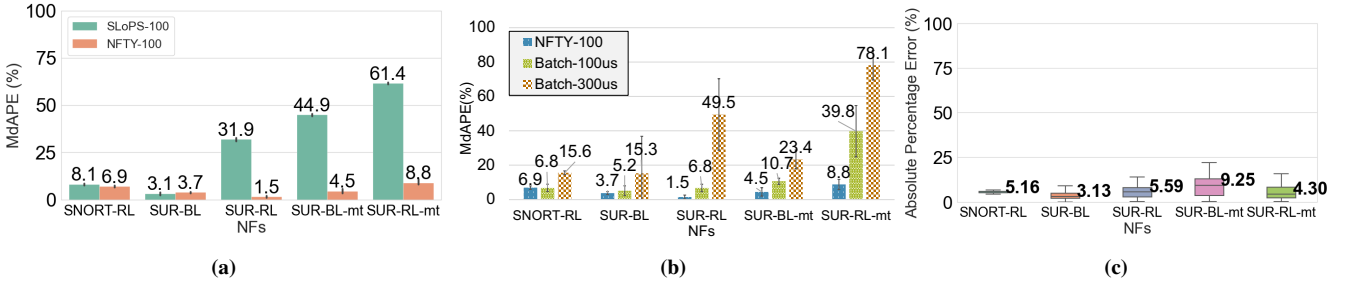 MdAPE (%)
100
75
50
25
0
SLoPS-100
NFTY-100
8.1
6.9
3.1
3.7
31.9
1.5
44.9
4.5
61.4
8.8
SNORT-RL SUR-BL SUR-RL SUR-BL-mt SUR-RL-mt
NFs
(a)
MdAPE(%)
100
80
60
40
20
0
NFTY-100
Batch-100us
Batch-300us
6.9
6.8
15.6
3.7
5.2
15.3
1.5
6.8
49.5
4.5
10.7
23.4
8.8
39.8
78.1
SNORT-RL SUR-BL SUR-RL SUR-BL-mt SUR-RL-mt
NFs
(b)
Absolute Percentage Error (%)
100
75
50
25
0
5.16
3.13
5.59
9.25
4.30
SNORT-RL SUR-BL SUR-RL SUR-BL-mt SUR-RL-mt
NFs
(c)